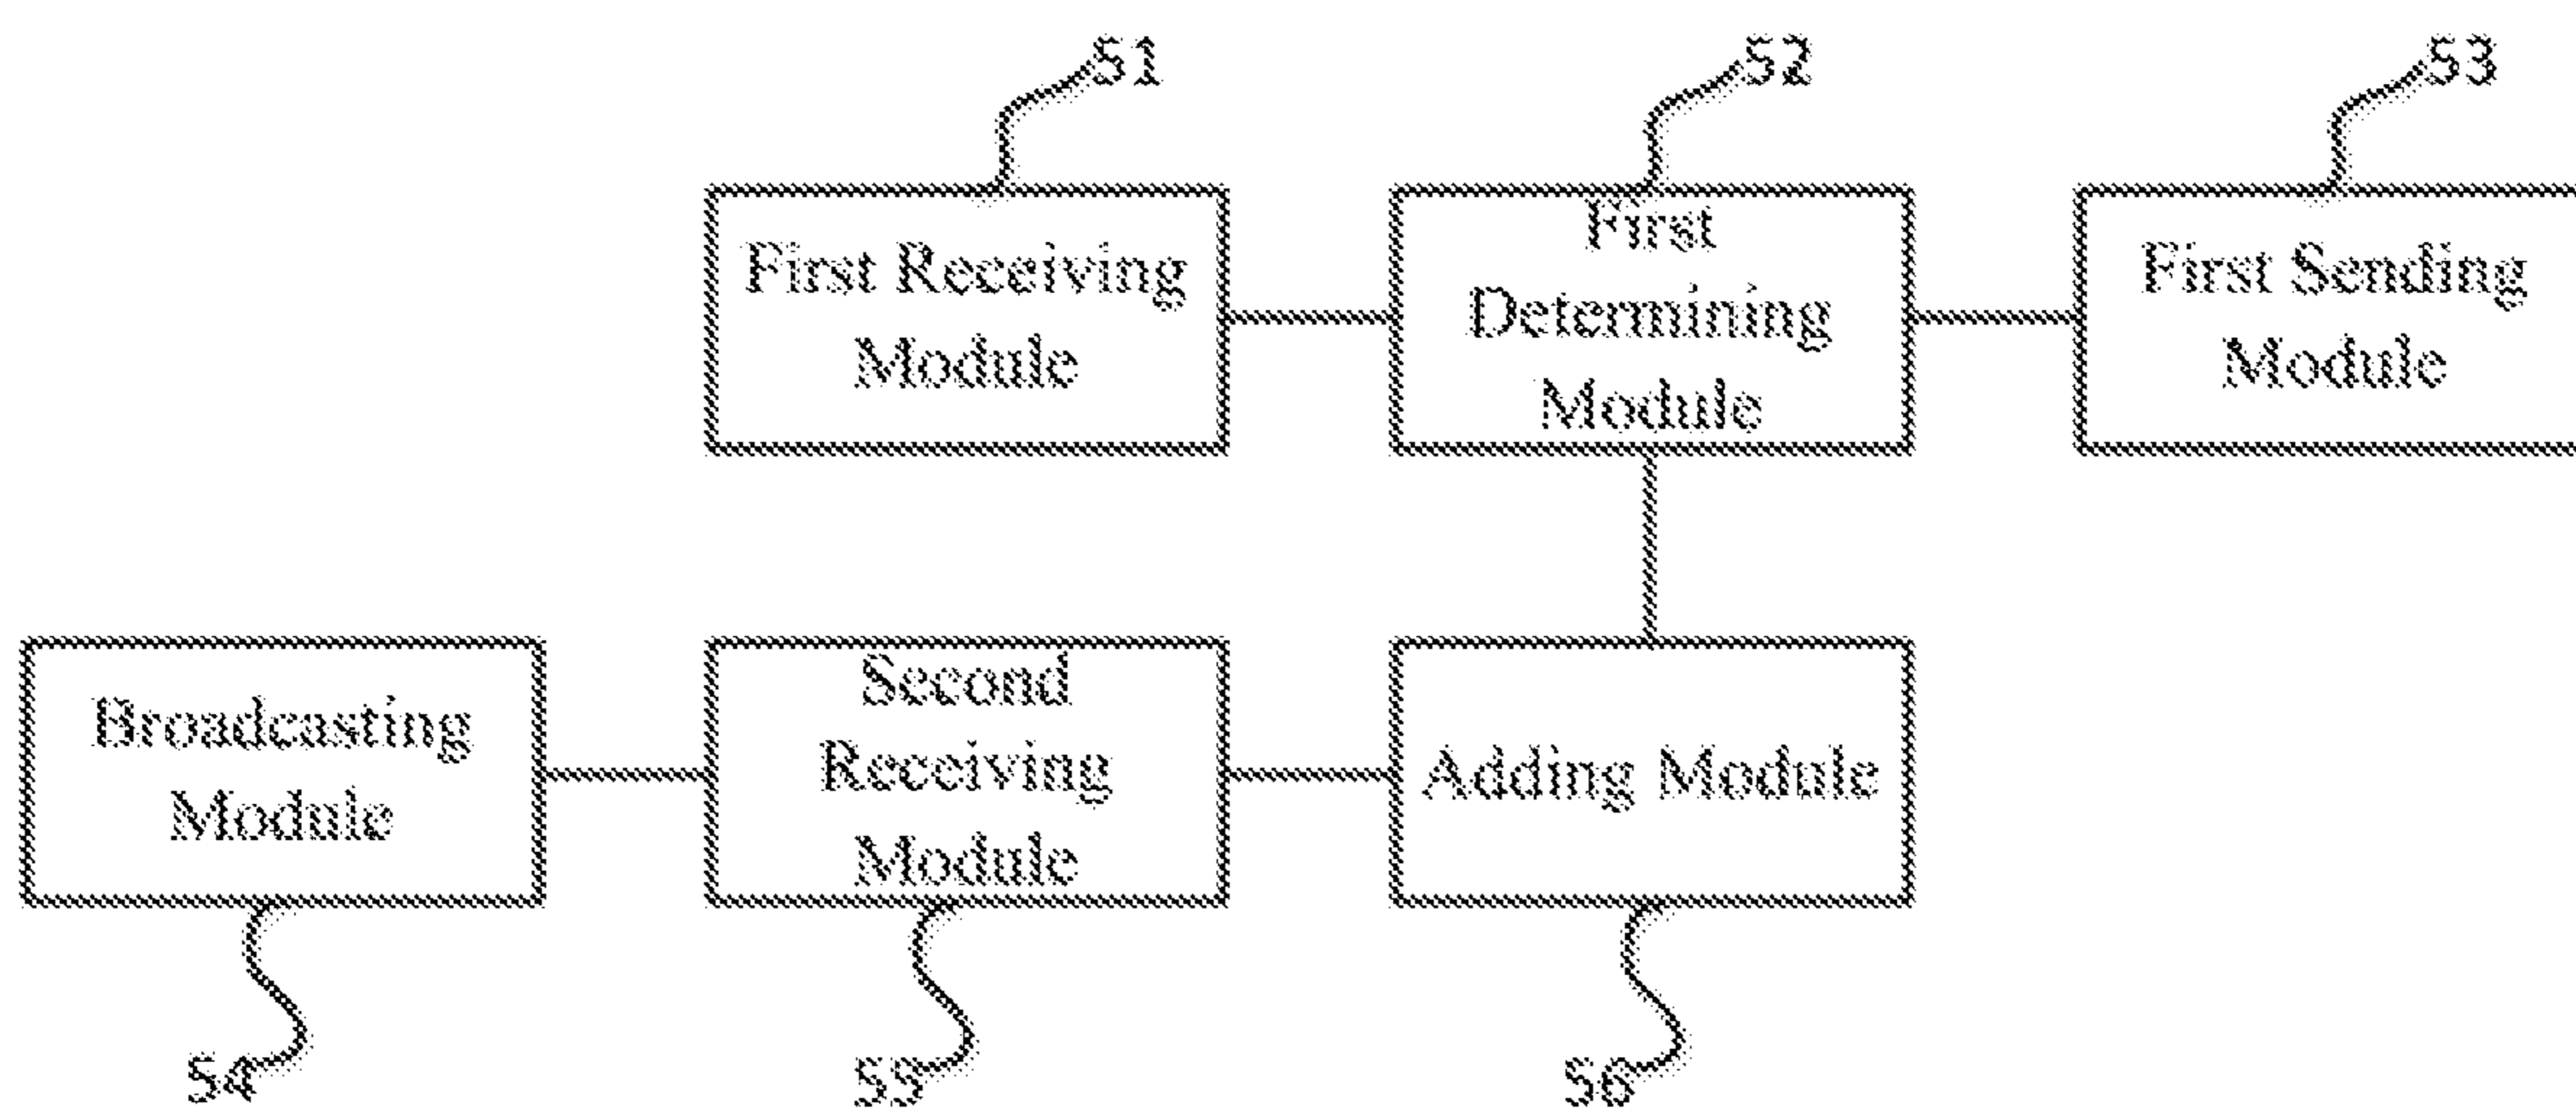 51
52
53
First Receiving
Module
First
Determining
Module
First Sending
Module
Broadcasting
Module
Second
Receiving
Module
Adding Module
54
55
56